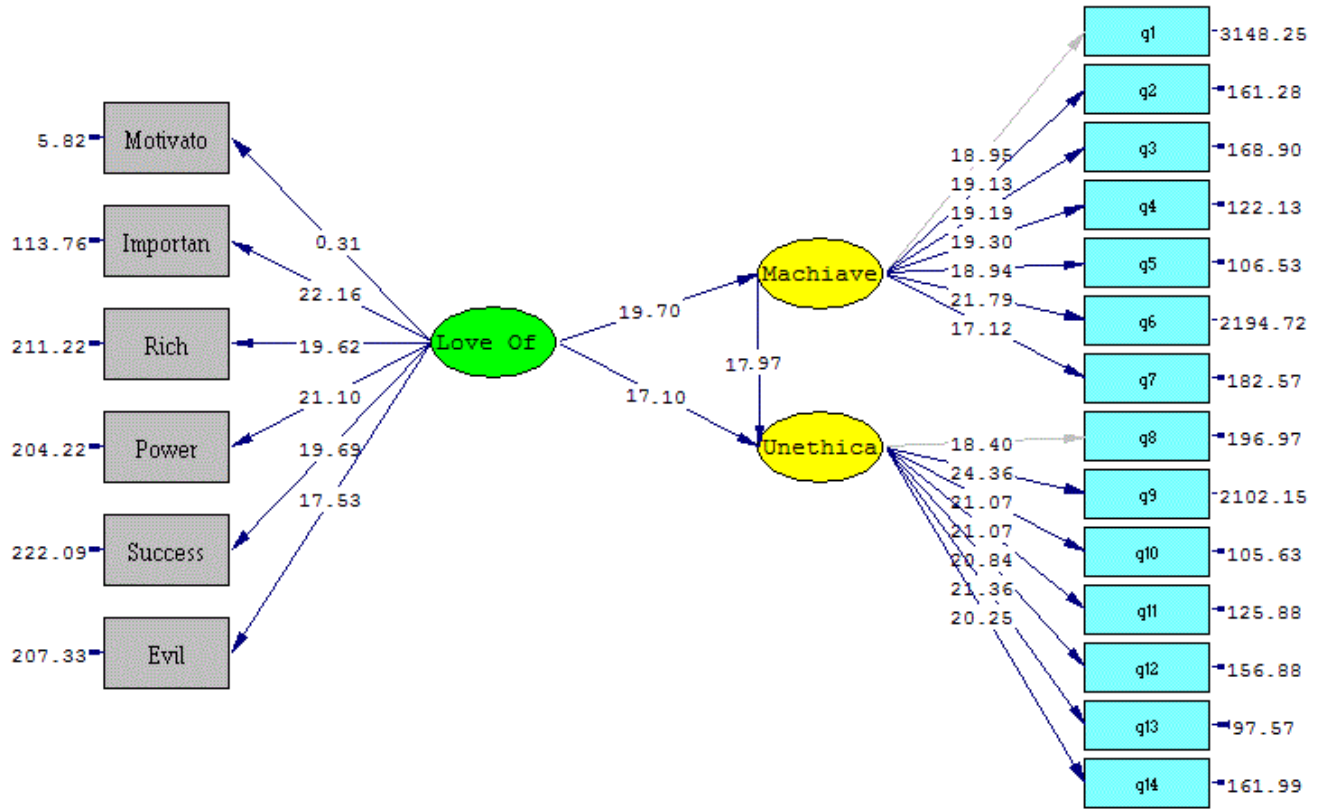 5.82
Motivato
113.76
Importan
211.22
Rich
204.22
Power
222.09
Success
207.33
Evil
0.31
22.16
19.62
21.10
19.69
17.53
Love Of
19.70
17.10
17.97
Machiave
Unethica
18.95
19.13
19.19
19.30
18.94
21.79
17.12
18.40
24.36
21.07
21.07
20.84
21.36
20.25
q1
3148.25
q2
161.28
q3
168.90
q4
122.13
q5
106.53
q6
2194.72
q7
182.57
q8
196.97
q9
2102.15
q10
105.63
q11
125.88
q12
156.88
q13
97.57
q14
161.99